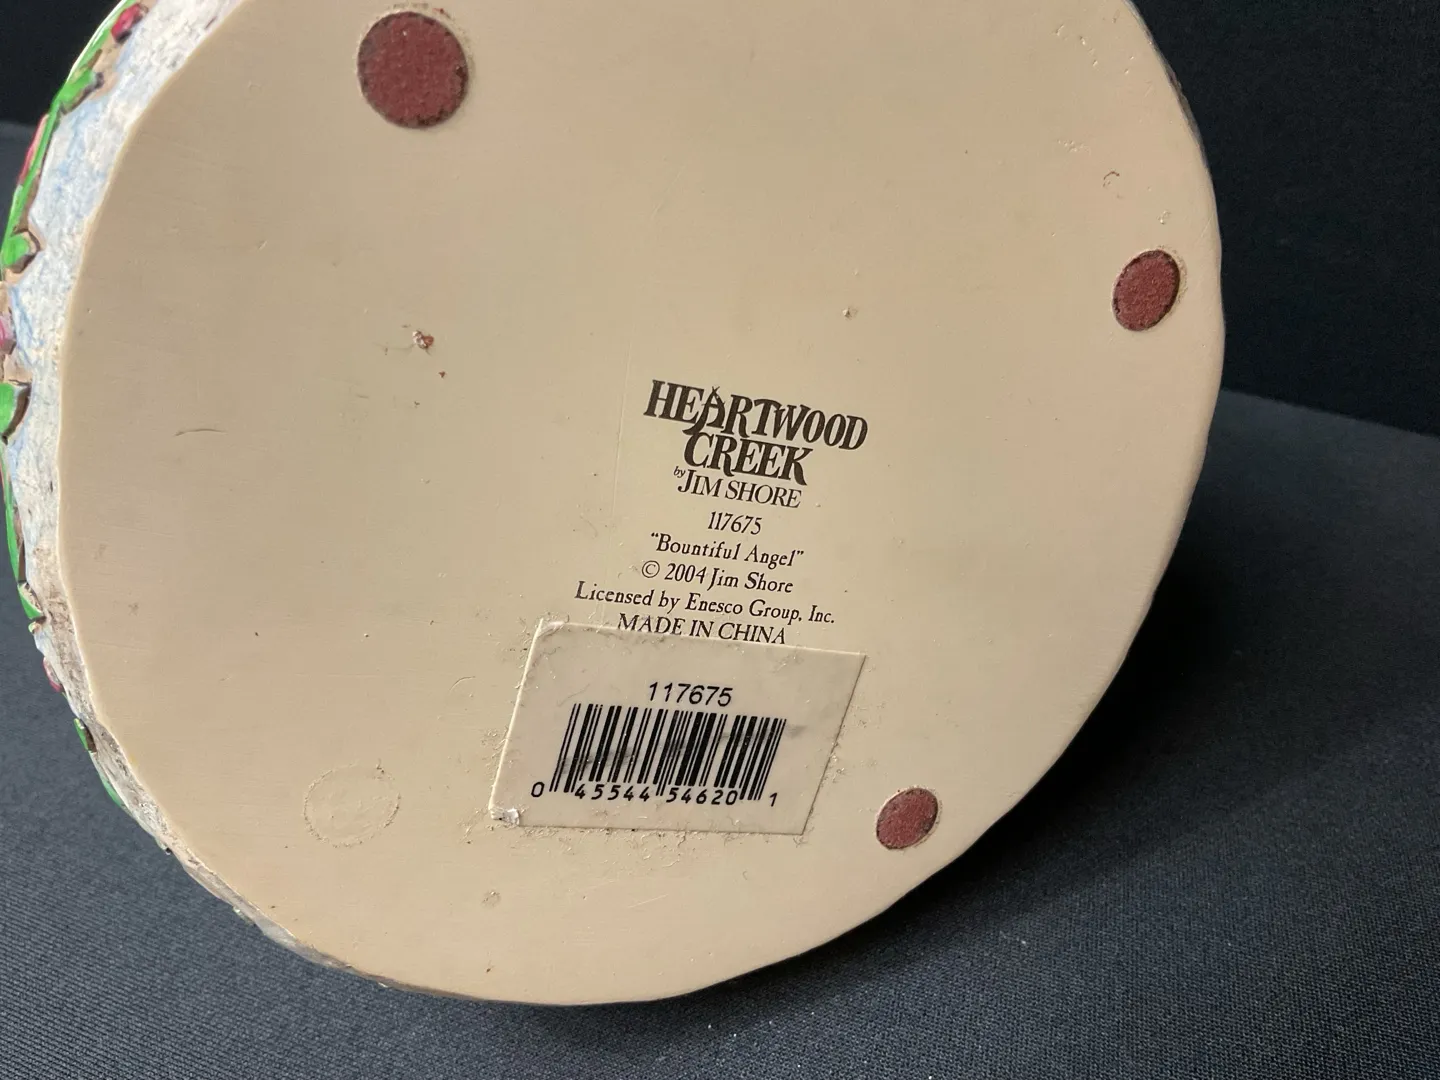 HEARTWOOD
CREEK
by JIM SHORE
117675
"Bountiful Angel"
© 2004 Jim Shore
Licensed by Enesco Group, Inc.
MADE IN CHINA
117675
0 45544 54620 1